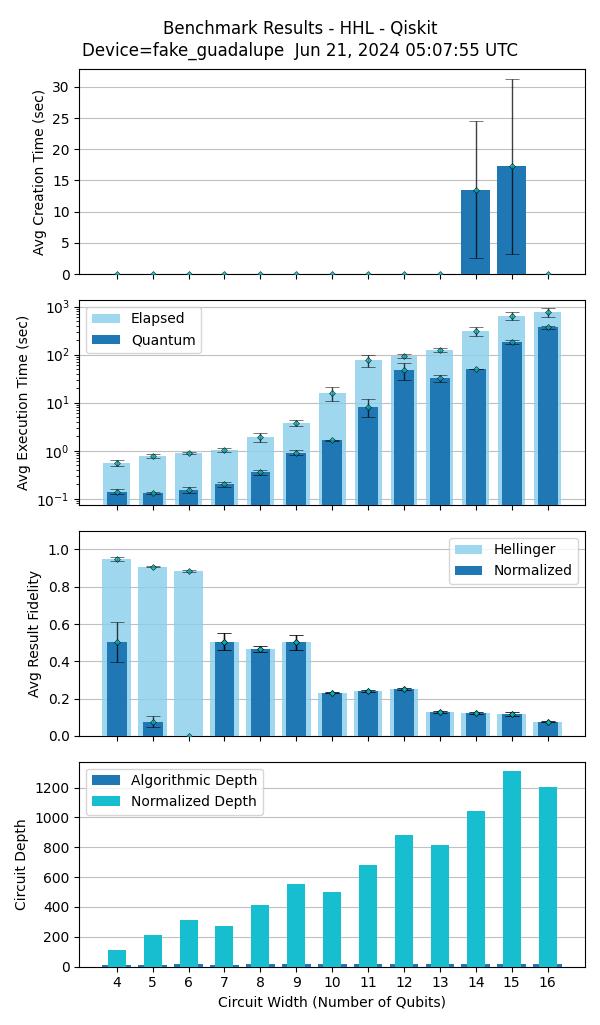 Benchmark Results - HHL - Qiskit
Device=fake_guadalupe  Jun 21, 2024 05:07:55 UTC
Avg Creation Time (sec)
30
25
20
15
10
5
0
Avg Execution Time (sec)
10³
10²
10¹
10⁰
10⁻¹
Elapsed
Quantum
Avg Result Fidelity
1.0
0.8
0.6
0.4
0.2
0.0
Hellinger
Normalized
Circuit Depth
1200
1000
800
600
400
200
0
Algorithmic Depth
Normalized Depth
4 5 6 7 8 9 10 11 12 13 14 15 16
Circuit Width (Number of Qubits)